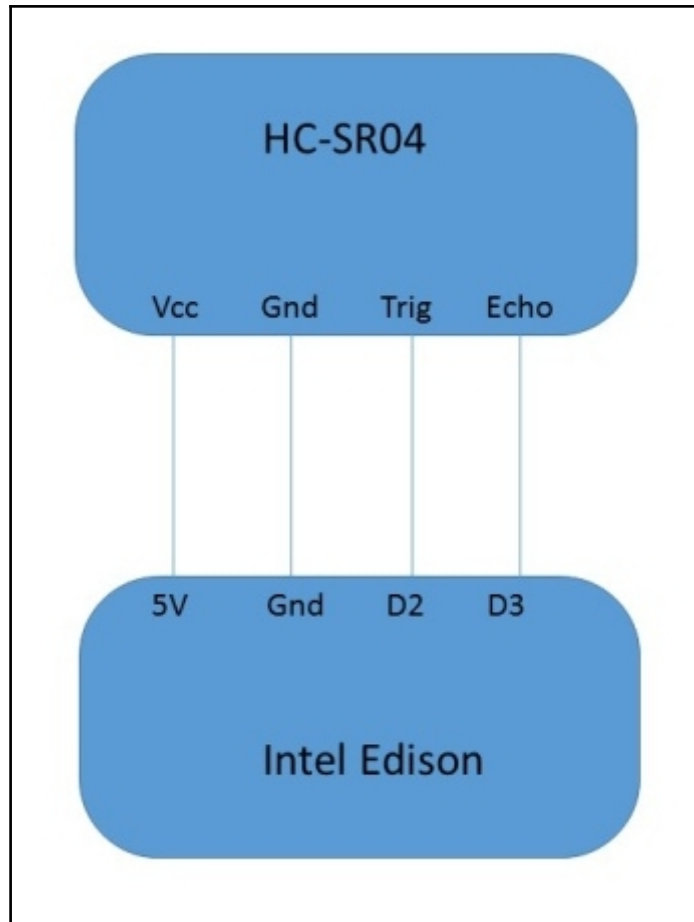 HC-SR04
Vcc Gnd Trig Echo
5V Gnd D2 D3
Intel Edison